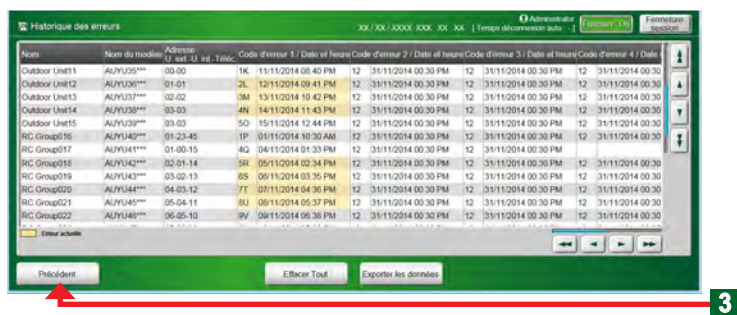 Historique des erreurs
XX / XX / XXXX XXX XX : XX [ Temps déconnexion auto : - ] Administrator Fonction : On Fermeture session
Nom Nom du modèle Adresse U. ext.-U. int.-Téléc. Code d'erreur 1 / Date et heure Code d'erreur 2 / Date et heure Code d'erreur 3 / Date et heure Code d'erreur 4 / Date
Outdoor Unit11 AUYU35*** 00-00 1K 11/11/2014 08:40 PM 12 31/11/2014 00:30 PM 12 31/11/2014 00:30 PM 12 31/11/2014 00:30
Outdoor Unit12 AUYU36*** 01-01 2L 12/11/2014 09:41 PM 12 31/11/2014 00:30 PM 12 31/11/2014 00:30 PM 12 31/11/2014 00:30
Outdoor Unit13 AUYU37*** 02-02 3M 13/11/2014 10:42 PM 12 31/11/2014 00:30 PM 12 31/11/2014 00:30 PM 12 31/11/2014 00:30
Outdoor Unit14 AUYU38*** 03-03 4N 14/11/2014 11:43 PM 12 31/11/2014 00:30 PM 12 31/11/2014 00:30 PM 12 31/11/2014 00:30
Outdoor Unit15 AUYU39*** 03-03 5O 15/11/2014 12:44 PM 12 31/11/2014 00:30 PM 12 31/11/2014 00:30 PM 12 31/11/2014 00:30
RC Group016 AUYU40*** 01-23-45 1P 01/11/2014 10:30 AM 12 31/11/2014 00:30 PM 12 31/11/2014 00:30 PM 12 31/11/2014 00:30
RC Group017 AUYU41*** 01-00-15 4Q 04/11/2014 01:33 PM 12 31/11/2014 00:30 PM 12 31/11/2014 00:30 PM
RC Group018 AUYU42*** 02-01-14 5R 05/11/2014 02:34 PM 12 31/11/2014 00:30 PM 12 31/11/2014 00:30 PM 12 31/11/2014 00:30
RC Group019 AUYU43*** 03-02-13 6S 06/11/2014 03:35 PM 12 31/11/2014 00:30 PM 12 31/11/2014 00:30 PM 12 31/11/2014 00:30
RC Group020 AUYU44*** 04-03-12 7T 07/11/2014 04:36 PM 12 31/11/2014 00:30 PM 12 31/11/2014 00:30 PM 12 31/11/2014 00:30
RC Group021 AUYU45*** 05-04-11 8U 08/11/2014 05:37 PM 12 31/11/2014 00:30 PM 12 31/11/2014 00:30 PM 12 31/11/2014 00:30
RC Group022 AUYU46*** 06-05-10 9V 09/11/2014 06:38 PM 12 31/11/2014 00:30 PM 12 31/11/2014 00:30 PM 12 31/11/2014 00:30
Erreur actuelle
Précédent Effacer Tout Exporter les données
3